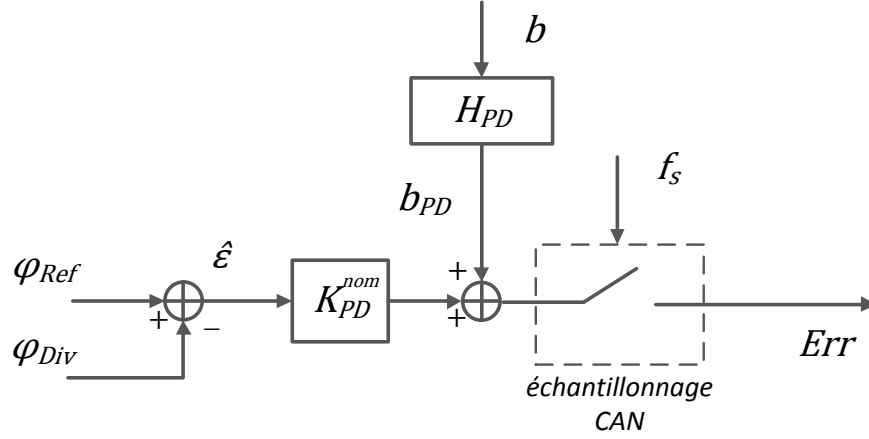 b
H_PD
f_s
b_PD
φ_Ref
ε̂
+
K_PD^nom
+
+
−
φ_Div
Err
échantillonnage
CAN